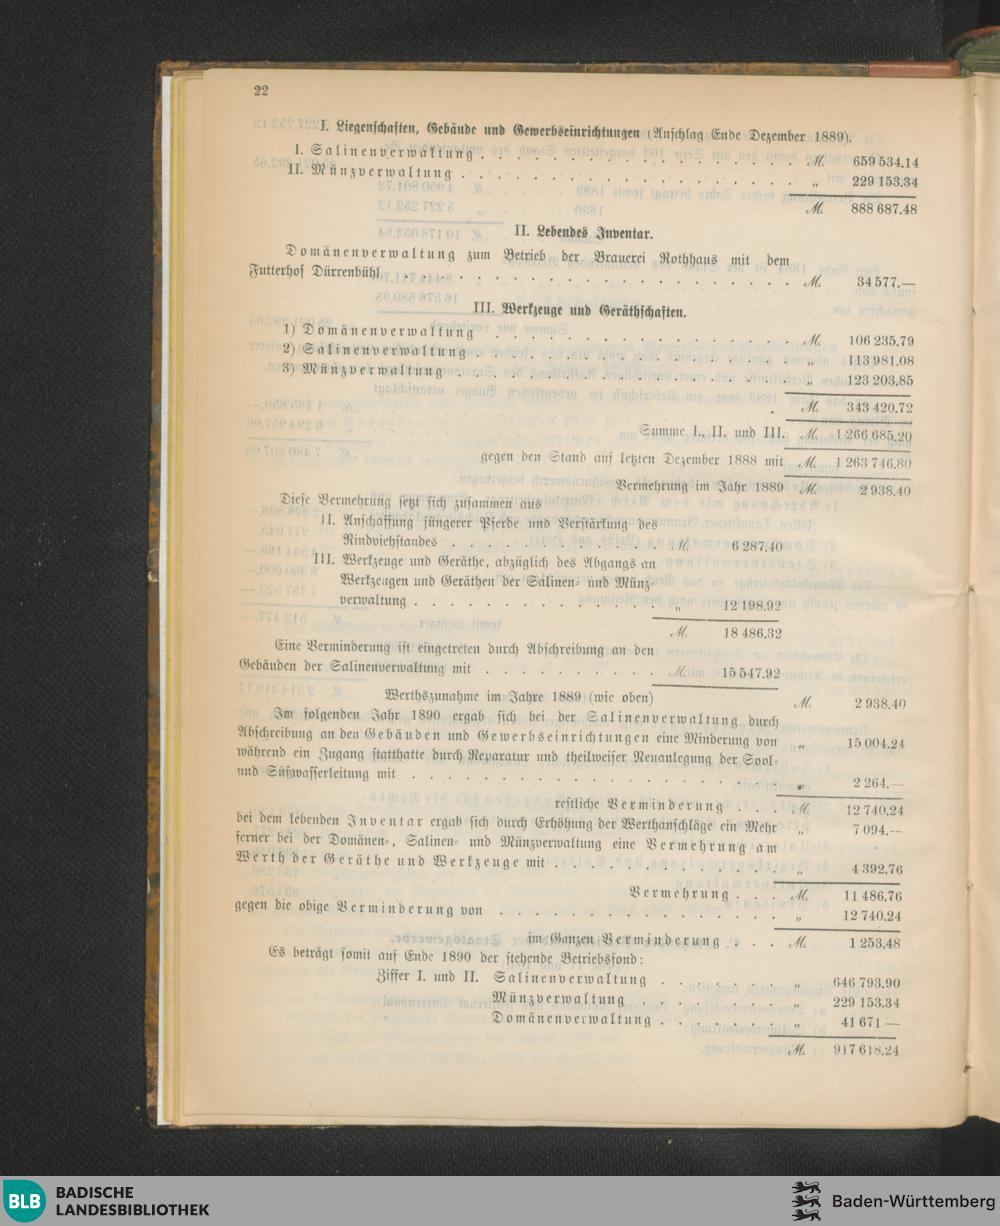 22
I. Liegenschaften, Gebäude und Gewerbseinrichtungen (Anschlag Ende Dezember 1889).
I. Salinenverwaltung . . . . . . . . . . . . . . . M. 659 534.14
II. Münzverwaltung . . . . . . . . . . . . . . . . „ 229 153.34
M. 888 687.48
II. Lebendes Inventar.
Domänenverwaltung zum Betrieb der Brauerei Rothhaus mit dem
Futterhof Dürrenbühl . . . . . . . . . . . . . . . M. 34 577.—
III. Werkzeuge und Geräthschaften.
1) Domänenverwaltung . . . . . . . . . . . . . . . M. 106 235.79
2) Salinenverwaltung . . . . . . . . . . . . . . . „ 113 981.08
3) Münzverwaltung . . . . . . . . . . . . . . . „ 123 203.85
M. 343 420.72
Summe I., II. und III. M. 1 266 685.20
gegen den Stand auf letzten Dezember 1888 mit M. 1 263 746.80
Vermehrung im Jahr 1889 M. 2 938.40
Diese Vermehrung setzt sich zusammen aus
II. Anschaffung jüngerer Pferde und Verstärkung des
Rindviehstandes . . . . . . . . . . . M. 6 287.40
III. Werkzeuge und Geräthe, abzüglich des Abgangs an
Werkzeugen und Geräthen der Salinen- und Münz-
verwaltung . . . . . . . . . . . . . „ 12 198.92
M. 18 486.32
Eine Verminderung ist eingetreten durch Abschreibung an den
Gebäuden der Salinenverwaltung mit . . . . . . . . . M. 15 547.92
Werthszunahme im Jahre 1889 (wie oben) M. 2 938.40
Im folgenden Jahr 1890 ergab sich bei der Salinenverwaltung durch
Abschreibung an den Gebäuden und Gewerbseinrichtungen eine Minderung von „ 15 004.24
während ein Zugang statthatte durch Reparatur und theilweiser Neuanlegung der Sool-
und Süßwasserleitung mit . . . . . . . . . . . . . . . „ 2 264.—
restliche Verminderung . . . M. 12 740.24
bei dem lebenden Inventar ergab sich durch Erhöhung der Werthanschläge ein Mehr „ 7 094.—
ferner bei der Domänen-, Salinen- und Münzverwaltung eine Vermehrung am
Werth der Geräthe und Werkzeuge mit . . . . . . . . . . . „ 4 392.76
Vermehrung . . . M. 11 486.76
gegen die obige Verminderung von . . . . . . . . . . . . . „ 12 740.24
im Ganzen Verminderung . . . M. 1 253.48
Es beträgt somit auf Ende 1890 der stehende Betriebsfond:
Ziffer I. und II. Salinenverwaltung . . . . . . . „ 646 793.90
Münzverwaltung . . . . . . . . „ 229 153.34
Domänenverwaltung . . . . . . . „ 41 671 —
M. 917 618.24
BLB
BADISCHE
LANDESBIBLIOTHEK
Baden-Württemberg